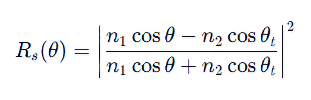 R_s(θ) = |(n_1 cos θ − n_2 cos θ_t) / (n_1 cos θ + n_2 cos θ_t)|^2